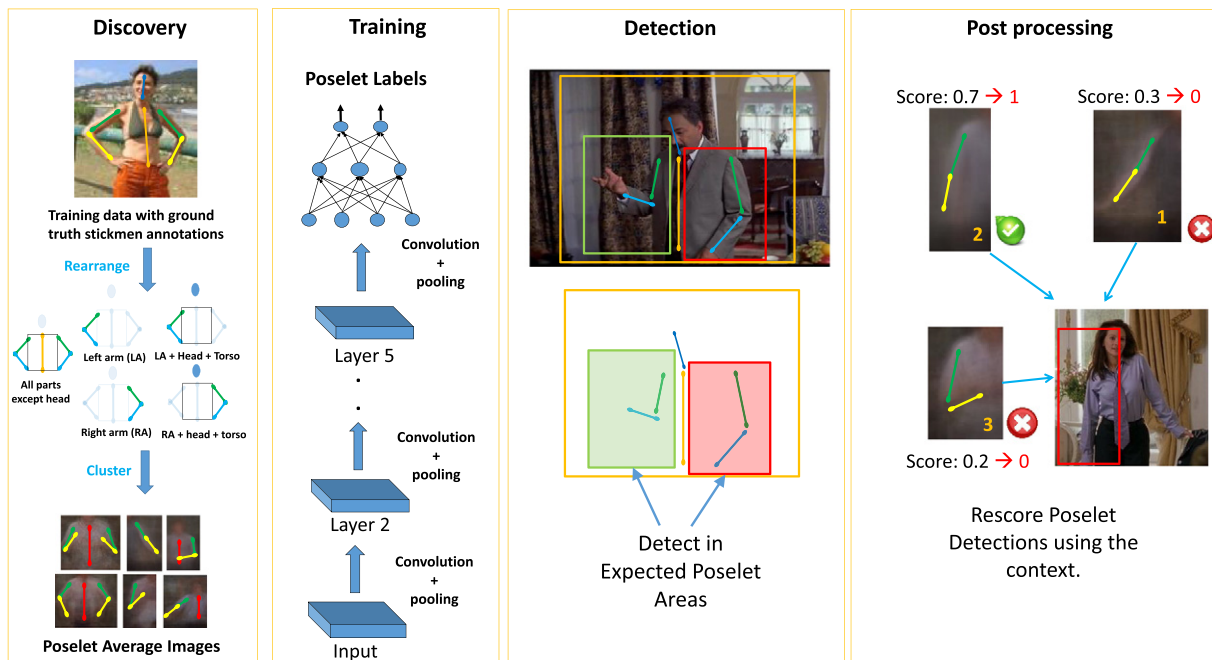 Discovery
Training data with ground
truth stickmen annotations
Rearrange
All parts
except head
Left arm (LA)
LA + Head + Torso
Right arm (RA)
RA + head + torso
Cluster
Poselet Average Images
Training
Poselet Labels
Convolution
+
pooling
Layer 5
.
.
Convolution
+
pooling
Layer 2
Convolution
+
pooling
Input
Detection
Detect in
Expected Poselet
Areas
Post processing
Score: 0.7 → 1
Score: 0.3 → 0
2
1
3
Score: 0.2 → 0
Rescore Poselet
Detections using the
context.